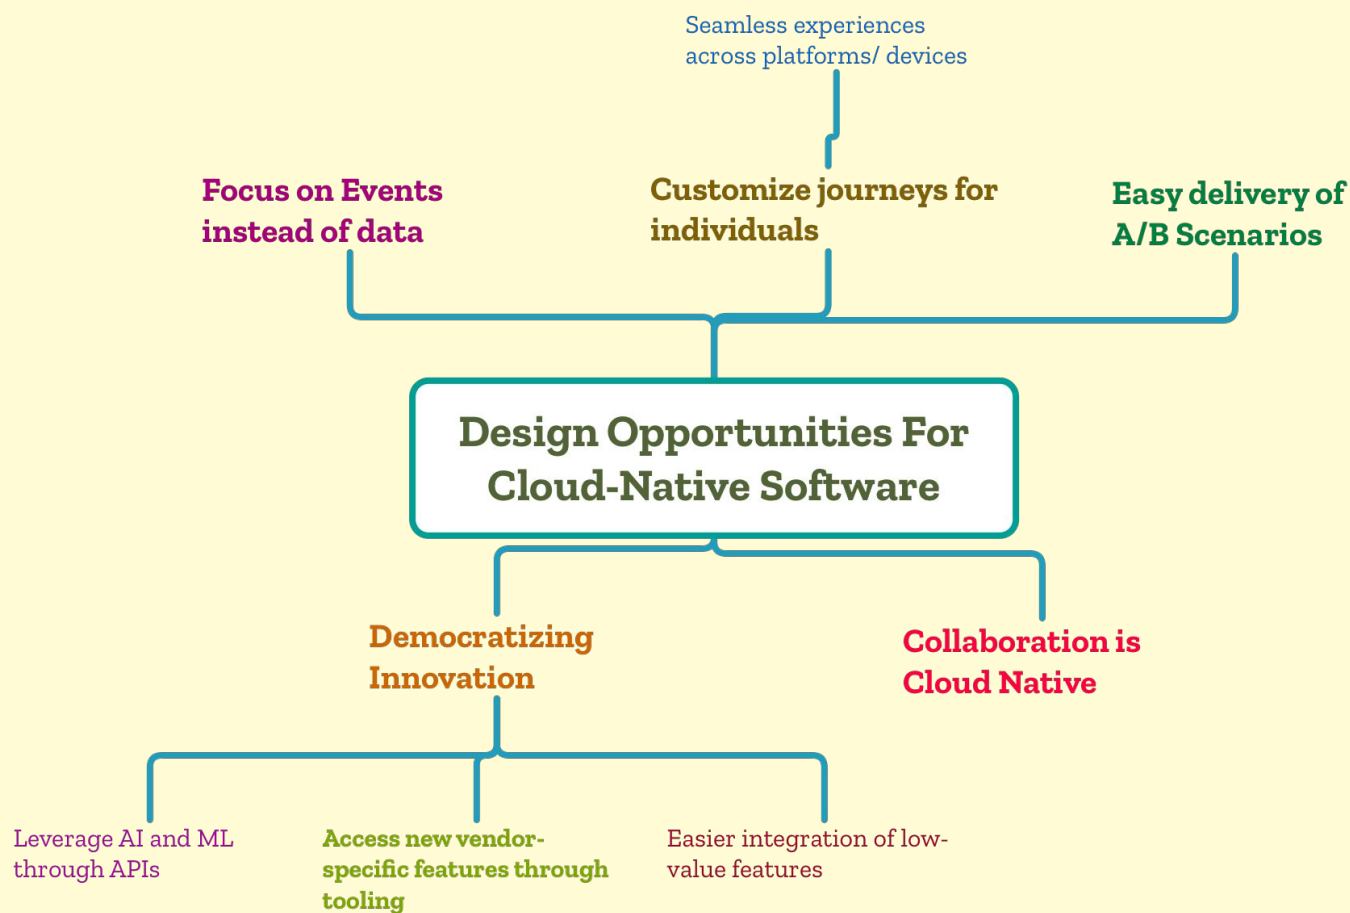 Seamless experiences
across platforms/ devices
Focus on Events
instead of data
Customize journeys for
individuals
Easy delivery of
A/B Scenarios
Design Opportunities For
Cloud-Native Software
Democratizing
Innovation
Collaboration is
Cloud Native
Leverage AI and ML
through APIs
Access new vendor-
specific features through
tooling
Easier integration of low-
value features